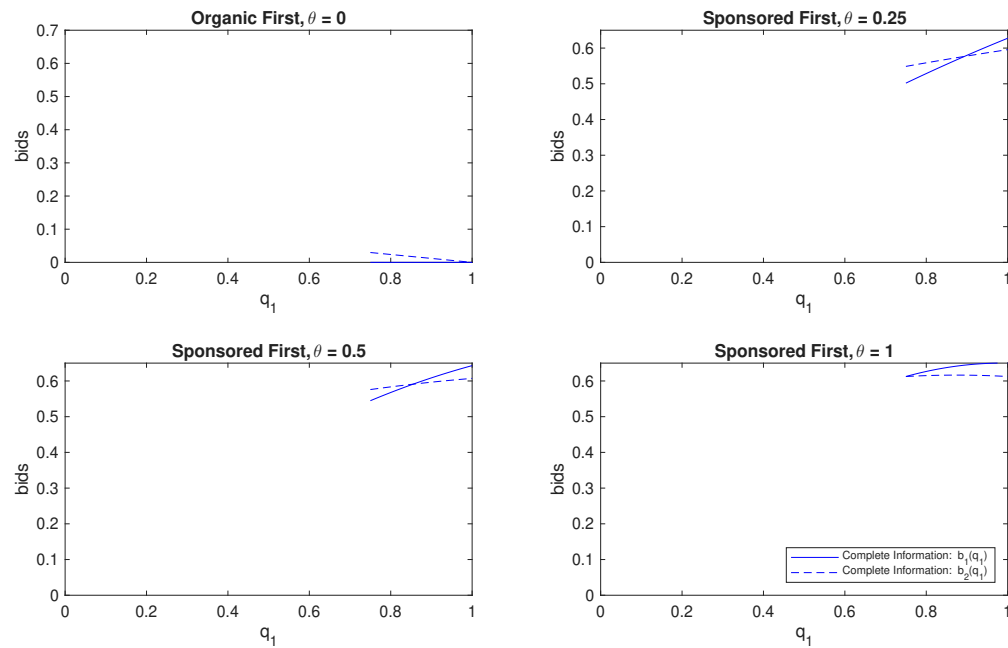 Organic First, θ = 0
0.7
0.6
0.5
0.4
0.3
0.2
0.1
0
bids
0 0.2 0.4 0.6 0.8 1
q1
Sponsored First, θ = 0.25
0.6
0.5
0.4
0.3
0.2
0.1
0
bids
0 0.2 0.4 0.6 0.8 1
q1
Sponsored First, θ = 0.5
0.6
0.5
0.4
0.3
0.2
0.1
0
bids
0 0.2 0.4 0.6 0.8 1
q1
Sponsored First, θ = 1
0.6
0.5
0.4
0.3
0.2
0.1
0
bids
Complete Information: b1(q1)
Complete Information: b2(q1)
0 0.2 0.4 0.6 0.8 1
q1